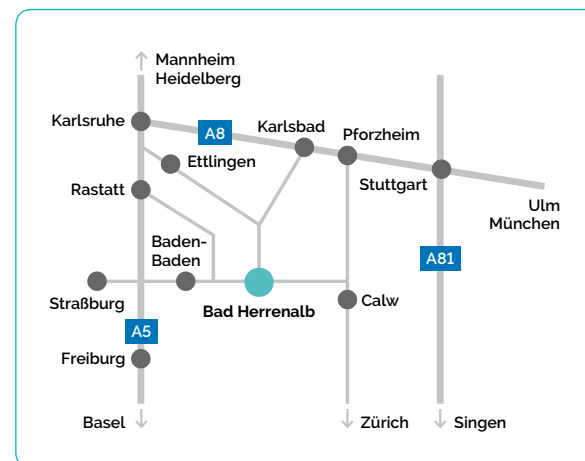 Mannheim
Heidelberg
Karlsruhe
A8
Karlsbad
Pforzheim
Ettlingen
Stuttgart
Rastatt
Ulm
München
Baden-
Baden
A81
Straßburg
Bad Herrenalb
Calw
A5
Freiburg
Basel
Zürich
Singen